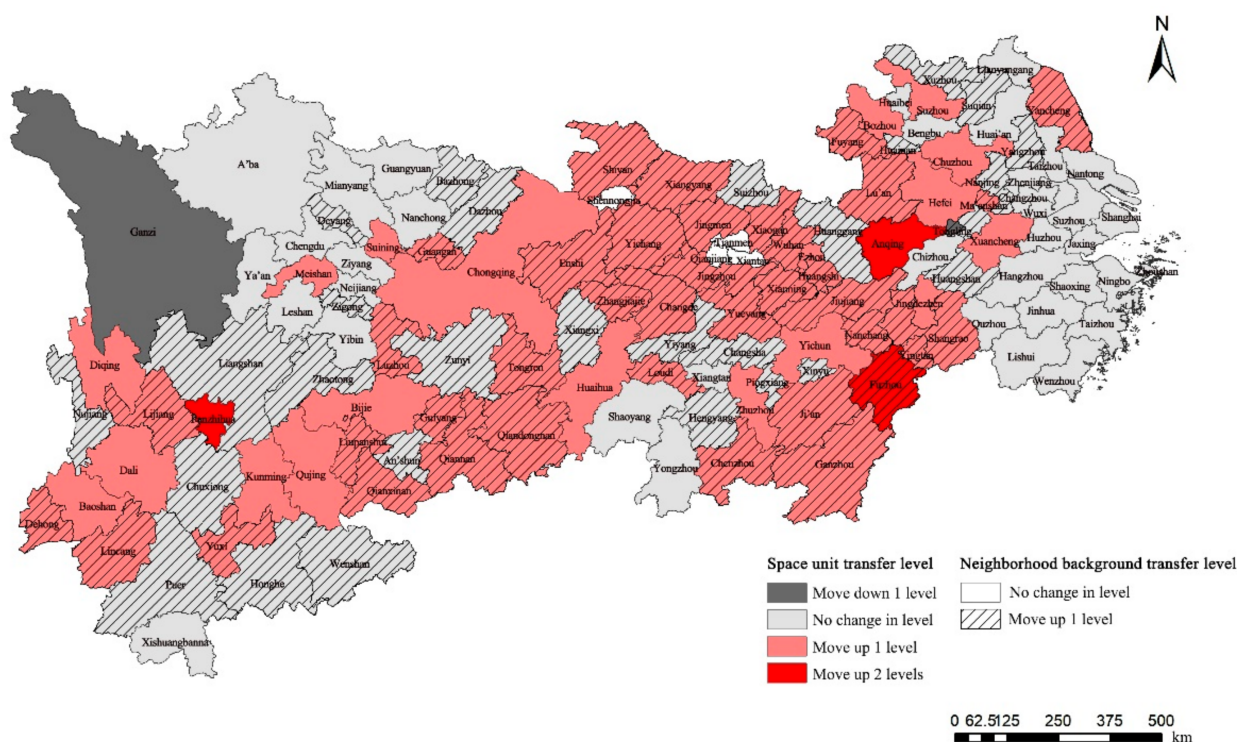 N
Lianyungang
Xuzhou
Huaibei
Suzhou
Suqian
Yancheng
Bozhou
Bengbu
Huai'an
Fuyang
Huainan
Yangzhou
Chuzhou
Taizhou
Nantong
A'ba
Guangyuan
Mianyang
Bazhong
Shiyan
Xiangyang
Suizhou
Lu'an
Hefei
Nanjing
Zhenjiang
Changzhou
Ma'anshan
Wuxi
Suzhou
Shanghai
Ganzi
Deyang
Nanchong
Dazhou
Shennongjia
Jingmen
Xiaogan
Huanggang
Anqing
Tongling
Xuancheng
Huzhou
Jiaxing
Chengdu
Suining
Guangan
Yichang
Tianmen
Wuhan
Ezhou
Chizhou
Ya'an
Meishan
Ziyang
Chongqing
Enshi
Qianjiang
Xiantao
Huangshi
Huangshan
Hangzhou
Zhoushan
Neijiang
Jingzhou
Xianning
Shaoxing
Ningbo
Leshan
Zigong
Zhangjiajie
Changde
Yueyang
Jiujiang
Jingdezhen
Jinhua
Quzhou
Taizhou
Yibin
Xiangxi
Nanchang
Shangrao
Diqing
Liangshan
Luzhou
Zunyi
Yiyang
Changsha
Yichun
Yingtan
Lishui
Zhaotong
Tongren
Loudi
Xiangtan
Xinyu
Wenzhou
Nujiang
Lijiang
Panzhihua
Huaihua
Pingxiang
Fuzhou
Bijie
Guiyang
Shaoyang
Hengyang
Zhuzhou
Ji'an
Liupanshui
Qiandongnan
Dali
Kunming
Qujing
An'shun
Qiannan
Yongzhou
Chenzhou
Ganzhou
Chuxiong
Qianxinan
Baoshan
Dehong
Lincang
Yuxi
Wenshan
Puer
Honghe
Xishuangbanna
Space unit transfer level
Move down 1 level
No change in level
Move up 1 level
Move up 2 levels
Neighborhood background transfer level
No change in level
Move up 1 level
0 62.5125 250 375 500
km